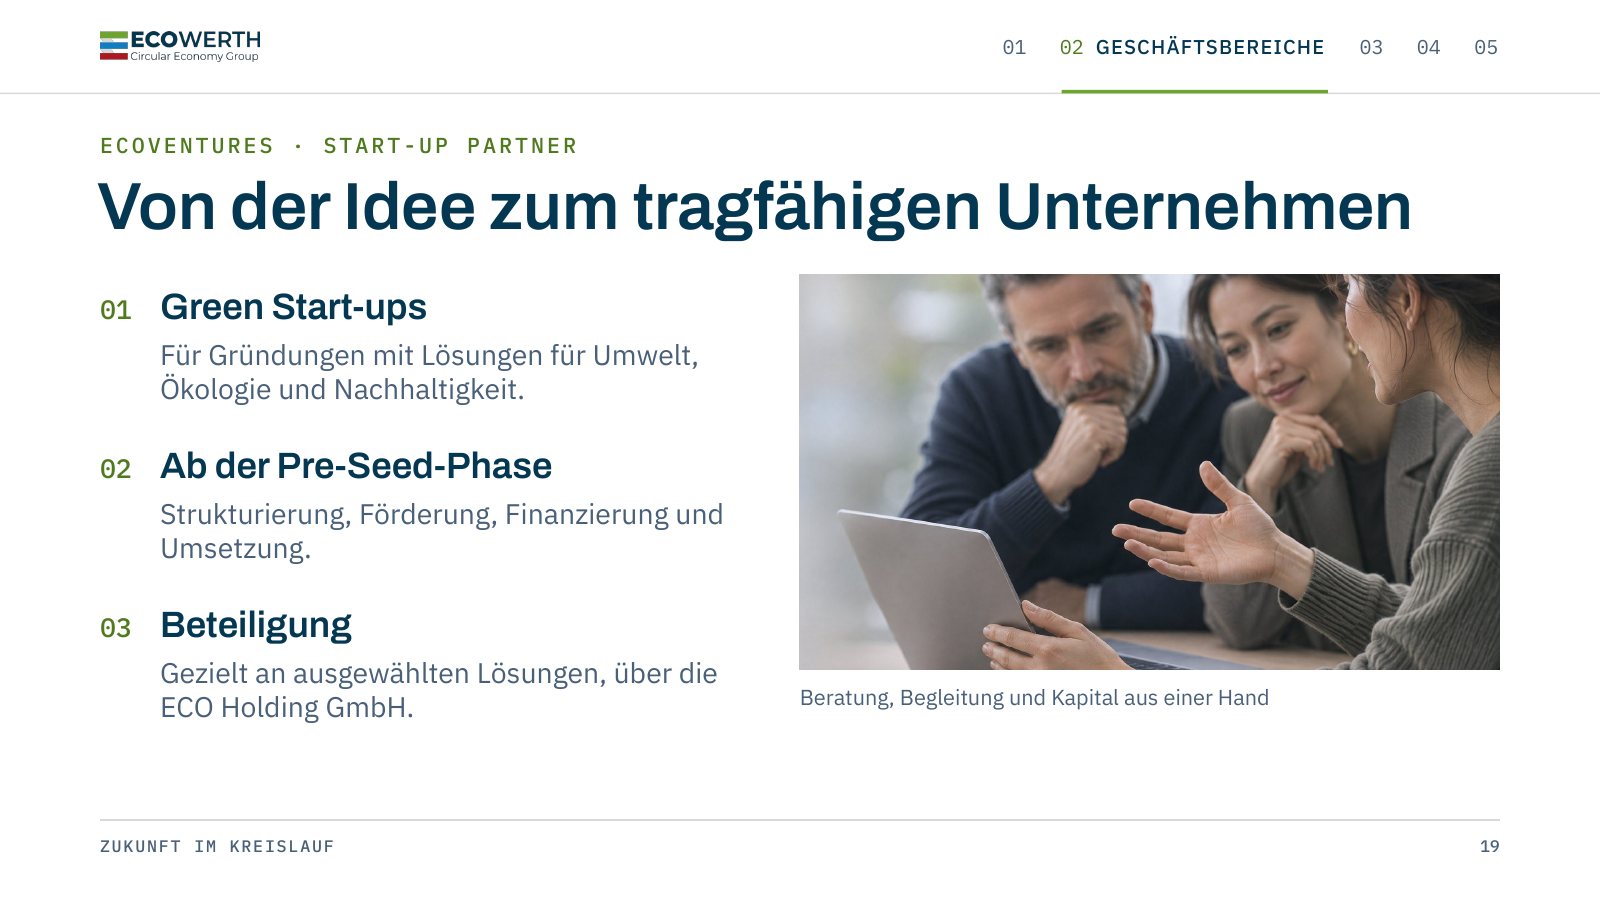 ECOWERTH
Circular Economy Group
01 02 GESCHÄFTSBEREICHE 03 04 05
ECOVENTURES · START-UP PARTNER
Von der Idee zum tragfähigen Unternehmen
01 Green Start-ups
Für Gründungen mit Lösungen für Umwelt,
Ökologie und Nachhaltigkeit.
02 Ab der Pre-Seed-Phase
Strukturierung, Förderung, Finanzierung und
Umsetzung.
03 Beteiligung
Gezielt an ausgewählten Lösungen, über die
ECO Holding GmbH.
Beratung, Begleitung und Kapital aus einer Hand
ZUKUNFT IM KREISLAUF
19